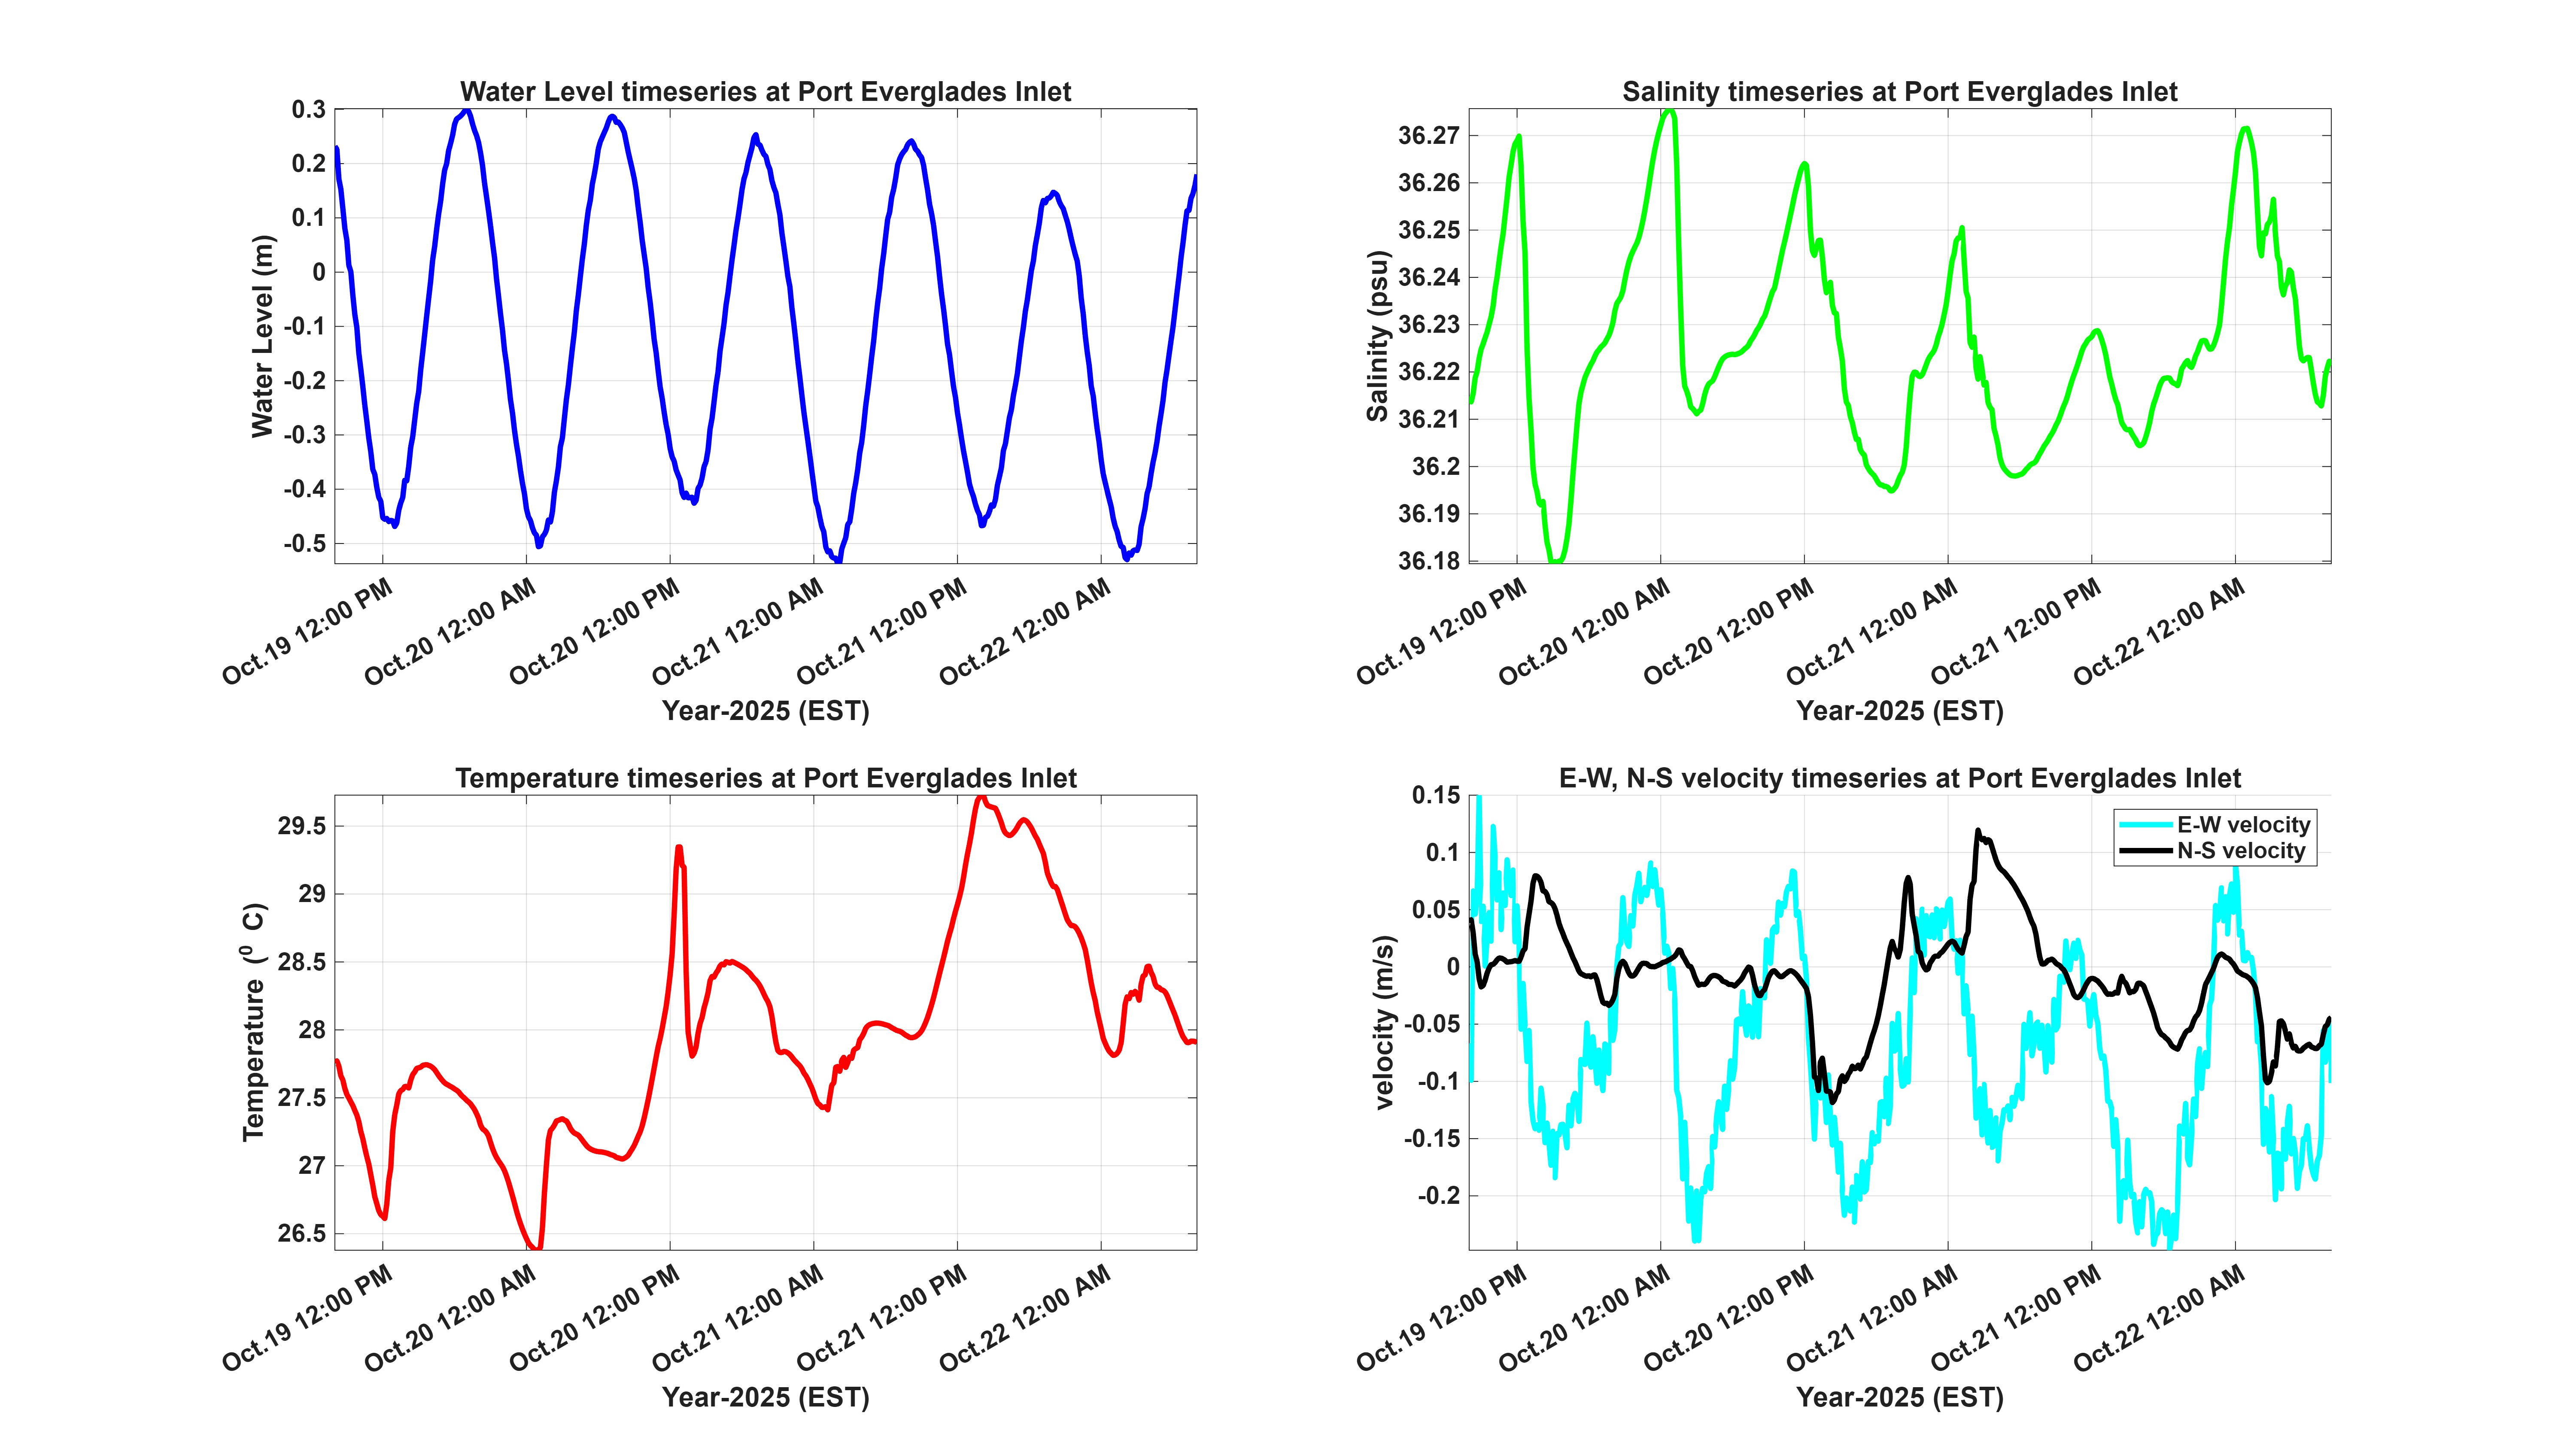 Water Level timeseries at Port Everglades Inlet
Water Level (m)
0.3
0.2
0.1
0
-0.1
-0.2
-0.3
-0.4
-0.5
Oct.19 12:00 PM
Oct.20 12:00 AM
Oct.20 12:00 PM
Oct.21 12:00 AM
Oct.21 12:00 PM
Oct.22 12:00 AM
Year-2025 (EST)
Salinity timeseries at Port Everglades Inlet
Salinity (psu)
36.27
36.26
36.25
36.24
36.23
36.22
36.21
36.2
36.19
36.18
Oct.19 12:00 PM
Oct.20 12:00 AM
Oct.20 12:00 PM
Oct.21 12:00 AM
Oct.21 12:00 PM
Oct.22 12:00 AM
Year-2025 (EST)
Temperature timeseries at Port Everglades Inlet
Temperature (⁰ C)
29.5
29
28.5
28
27.5
27
26.5
Oct.19 12:00 PM
Oct.20 12:00 AM
Oct.20 12:00 PM
Oct.21 12:00 AM
Oct.21 12:00 PM
Oct.22 12:00 AM
Year-2025 (EST)
E-W, N-S velocity timeseries at Port Everglades Inlet
velocity (m/s)
0.15
0.1
0.05
0
-0.05
-0.1
-0.15
-0.2
E-W velocity
N-S velocity
Oct.19 12:00 PM
Oct.20 12:00 AM
Oct.20 12:00 PM
Oct.21 12:00 AM
Oct.21 12:00 PM
Oct.22 12:00 AM
Year-2025 (EST)